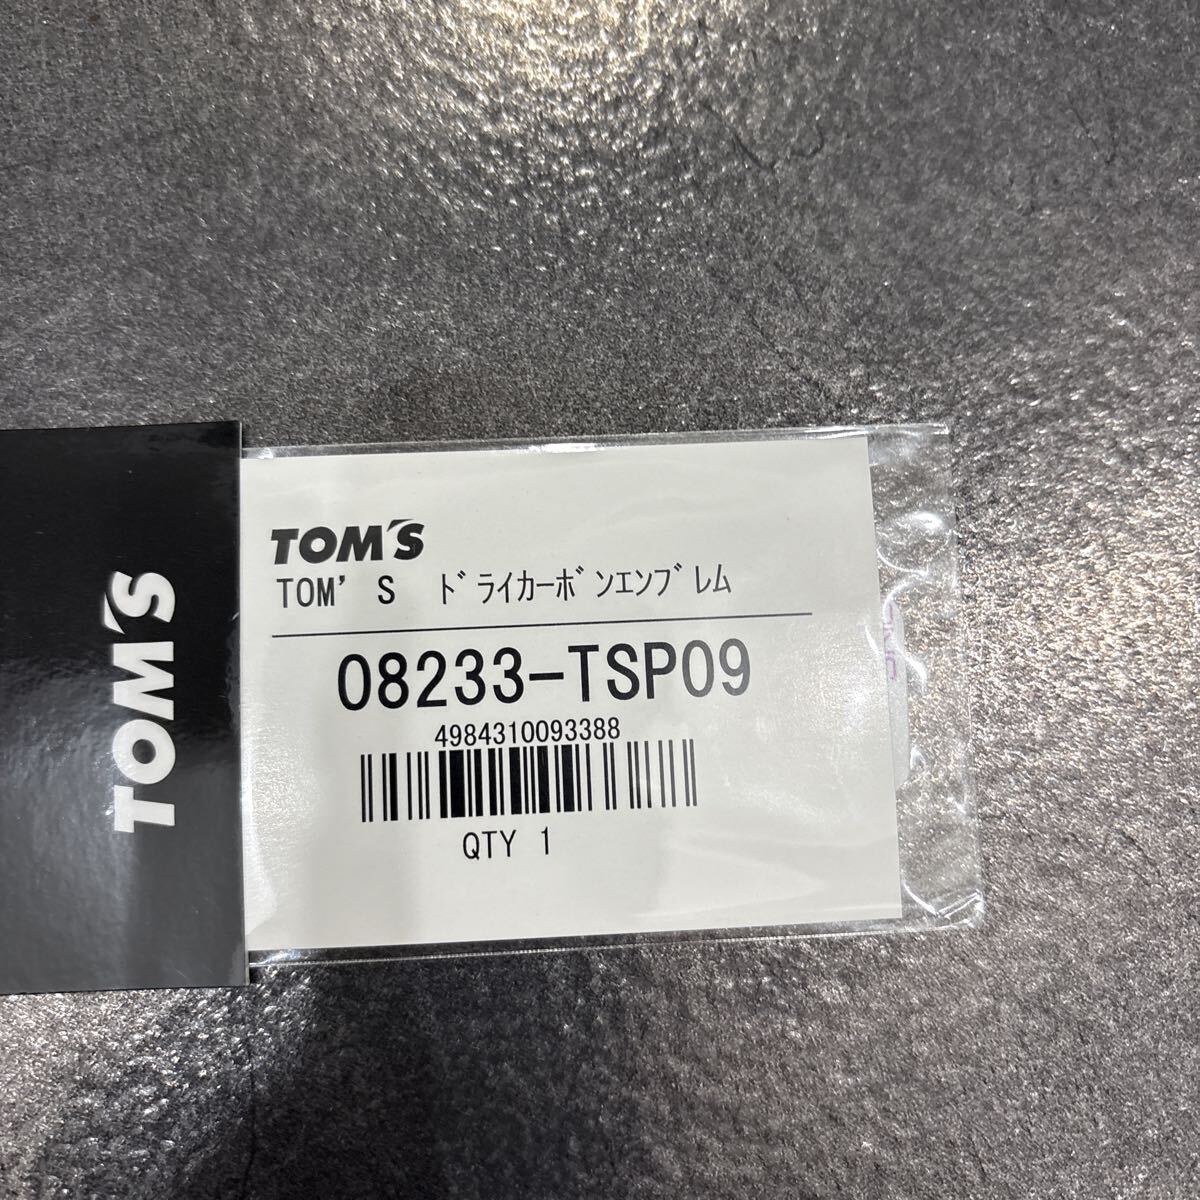 TOM'S
TOM'S
TOM' S ﾄﾞﾗｲｶｰﾎﾞﾝｴﾝﾌﾞﾚﾑ
08233-TSP09
4984310093388
QTY 1